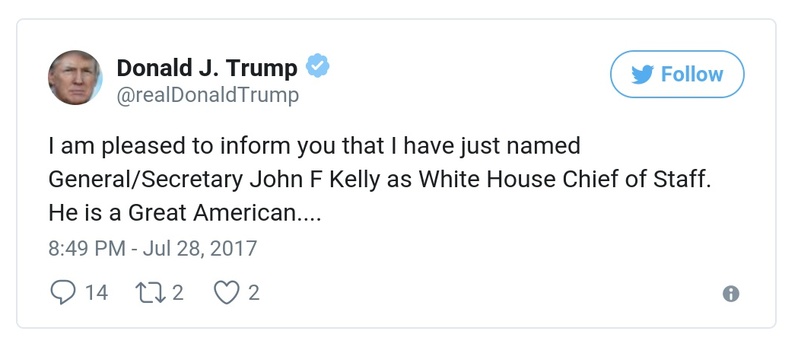 Donald J. Trump
@realDonaldTrump
Follow
I am pleased to inform you that I have just named
General/Secretary John F Kelly as White House Chief of Staff.
He is a Great American....
8:49 PM - Jul 28, 2017
14 2 2